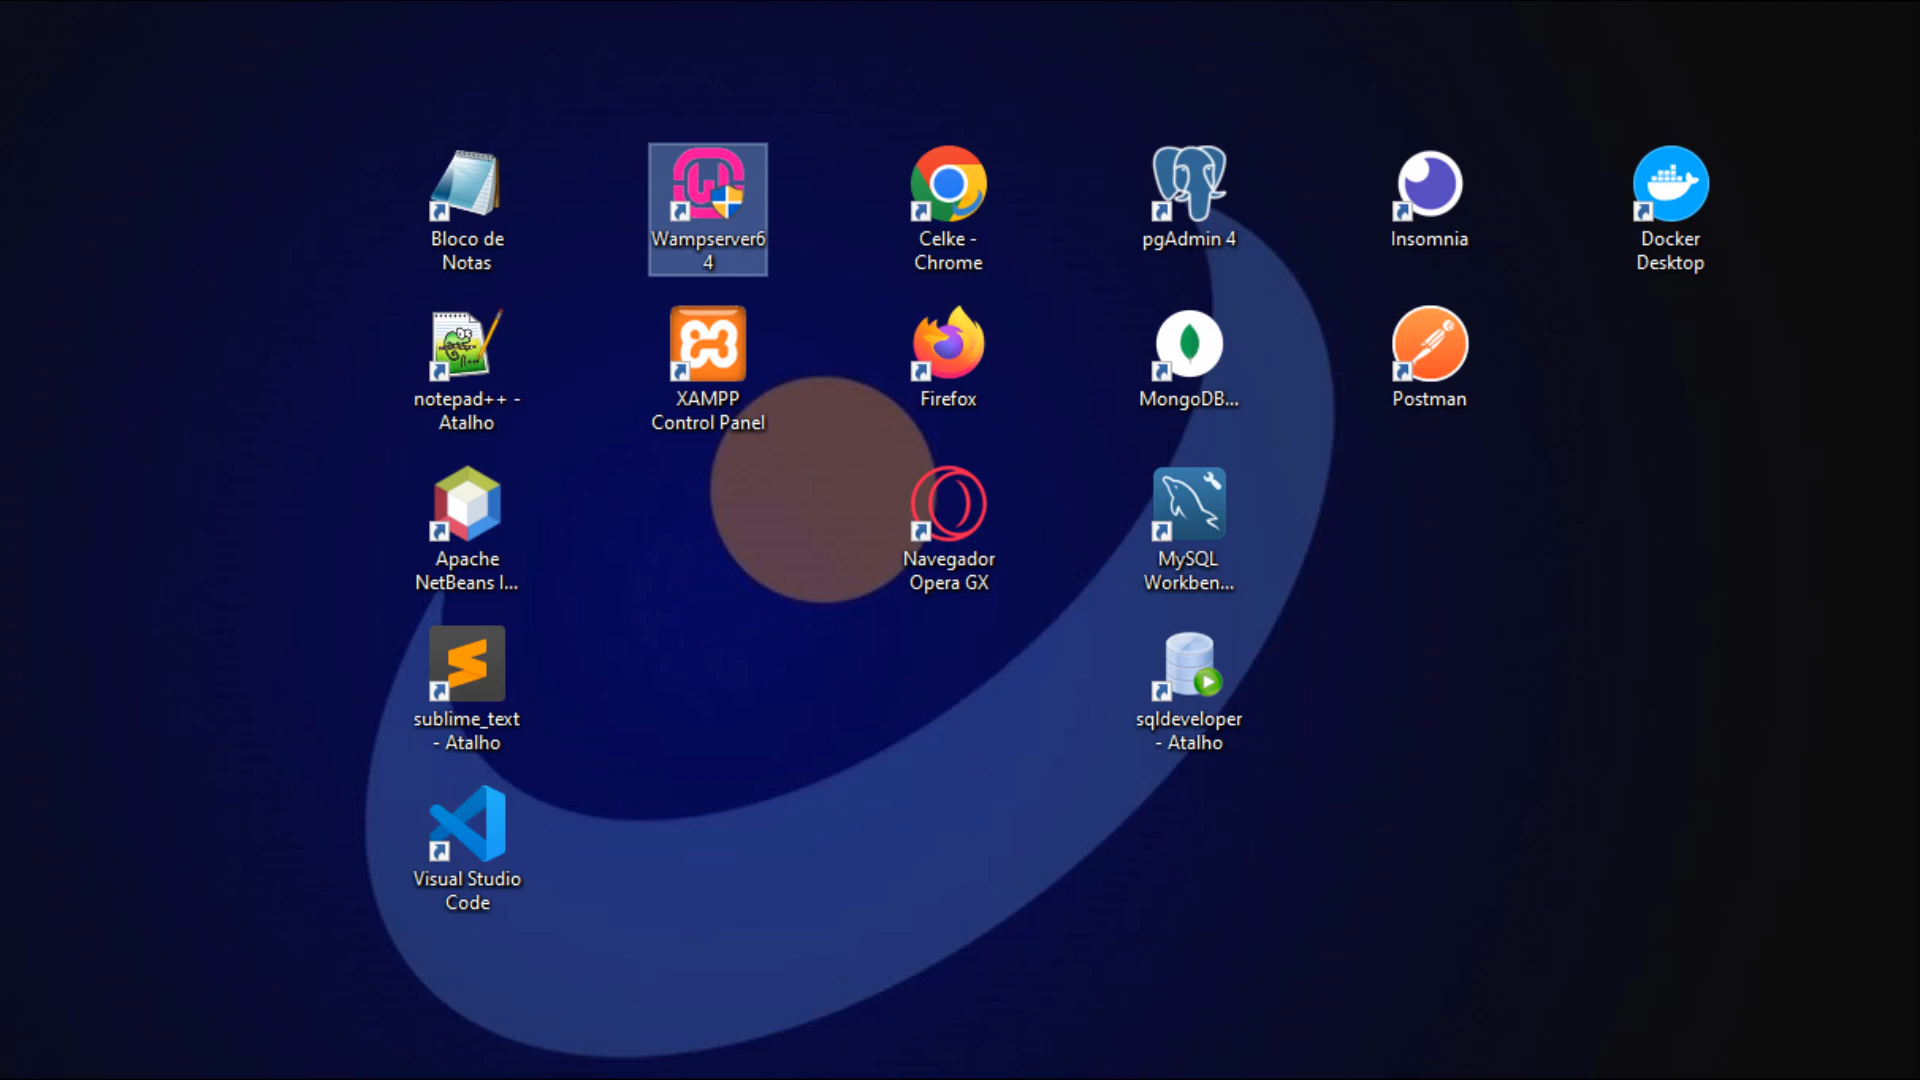 Bloco de
Notas
Wampserver6
4
Celke -
Chrome
pgAdmin 4
Insomnia
Docker
Desktop
notepad++ -
Atalho
XAMPP
Control Panel
Firefox
MongoDB...
Postman
Apache
NetBeans I...
Navegador
Opera GX
MySQL
Workben...
sublime_text
- Atalho
sqldeveloper
- Atalho
Visual Studio
Code